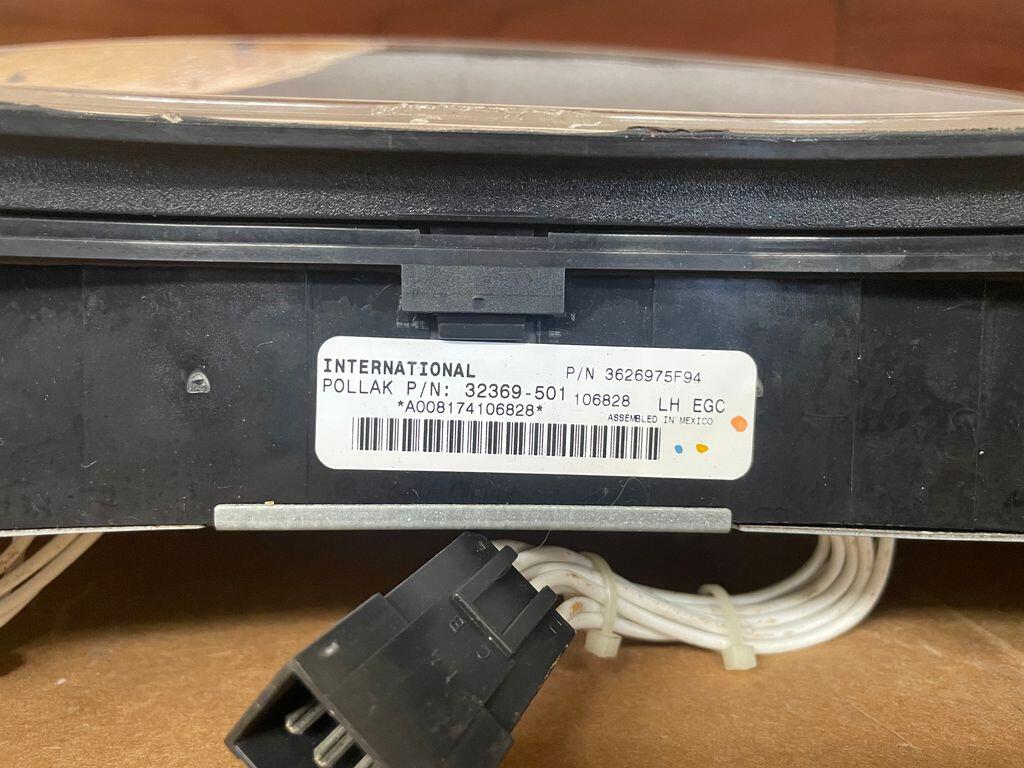 INTERNATIONAL P/N 3626975F94
POLLAK P/N: 32369-501 106828 LH EGC
*A008174106828* ASSEMBLED IN MEXICO